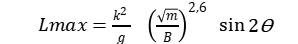 Lmax = k²/g (√m/B)^2,6 sin 2Θ